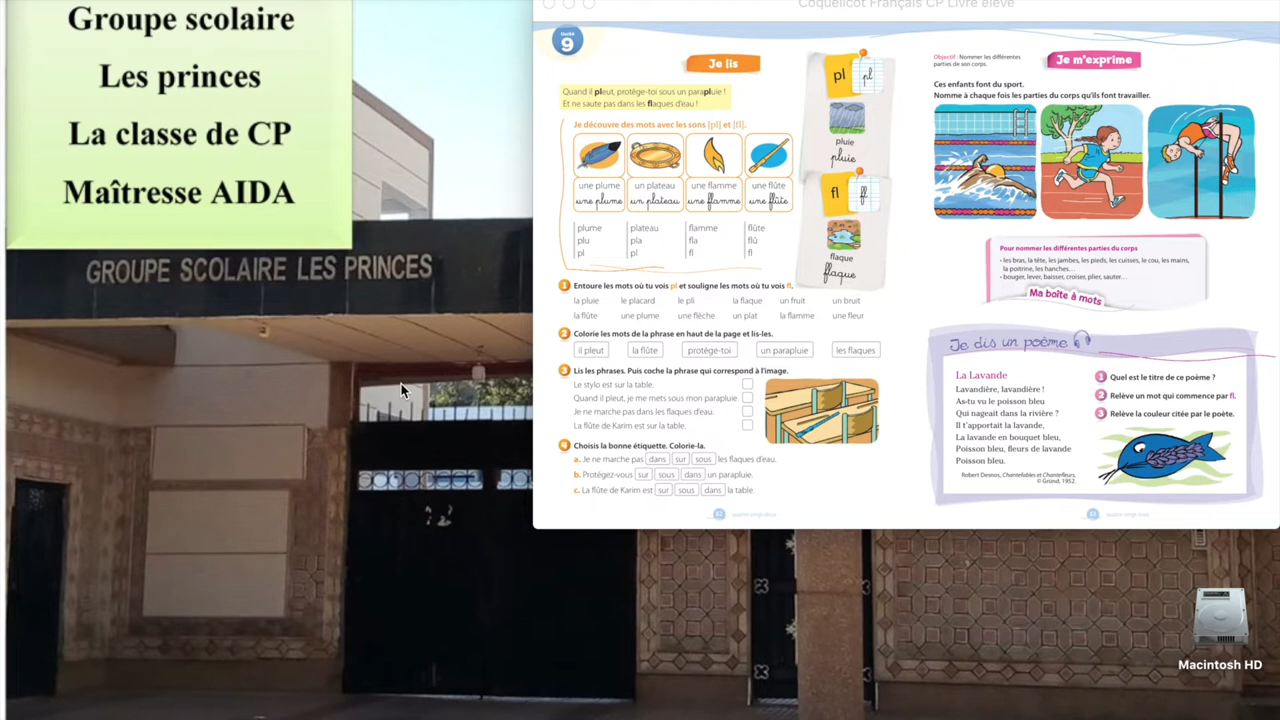 Groupe scolaire
Les princes
La classe de CP
Maîtresse AIDA
GROUPE SCOLAIRE LES PRINCES
Coquelicot Français CP Livre élève
Unité
9
Je lis
Quand il pleut, protège-toi sous un parapluie !
Et ne saute pas dans les flaques d'eau !
Je découvre des mots avec les sons [pl] et [fl].
une plume
une plume
un plateau
un plateau
une flamme
une flamme
une flûte
une flûte
plume
plu
pl
plateau
pla
pl
flamme
fla
fl
flûte
flû
fl
pl
pl
pluie
pluie
fl
fl
flaque
flaque
1 Entoure les mots où tu vois pl et souligne les mots où tu vois fl.
la pluie le placard le pli la flaque un fruit un bruit
la flûte une plume une flèche un plat la flamme une fleur
2 Colorie les mots de la phrase en haut de la page et lis-les.
il pleut la flûte protège-toi un parapluie les flaques
3 Lis les phrases. Puis coche la phrase qui correspond à l'image.
Le stylo est sur la table.
Quand il pleut, je me mets sous mon parapluie.
Je ne marche pas dans les flaques d'eau.
La flûte de Karim est sur la table.
4 Choisis la bonne étiquette. Colorie-la.
a. Je ne marche pas dans sur sous les flaques d'eau.
b. Protégez-vous sur sous dans un parapluie.
c. La flûte de Karim est sur sous dans la table.
Objectif : Nommer les différentes
parties de son corps.
Je m'exprime
Ces enfants font du sport.
Nomme à chaque fois les parties du corps qu'ils font travailler.
Pour nommer les différentes parties du corps
• les bras, la tête, les jambes, les pieds, les cuisses, le cou, les mains,
la poitrine, les hanches…
• bouger, lever, baisser, croiser, plier, sauter…
Ma boîte à mots
Je dis un poème
La Lavande
Lavandière, lavandière !
As-tu vu le poisson bleu
Qui nageait dans la rivière ?
Il t'apportait la lavande,
La lavande en bouquet bleu,
Poisson bleu, fleurs de lavande
Poisson bleu.
Robert Desnos, Chantefables et Chantefleurs,
© Gründ, 1952.
1 Quel est le titre de ce poème ?
2 Relève un mot qui commence par fl.
3 Relève la couleur citée par le poète.
Macintosh HD